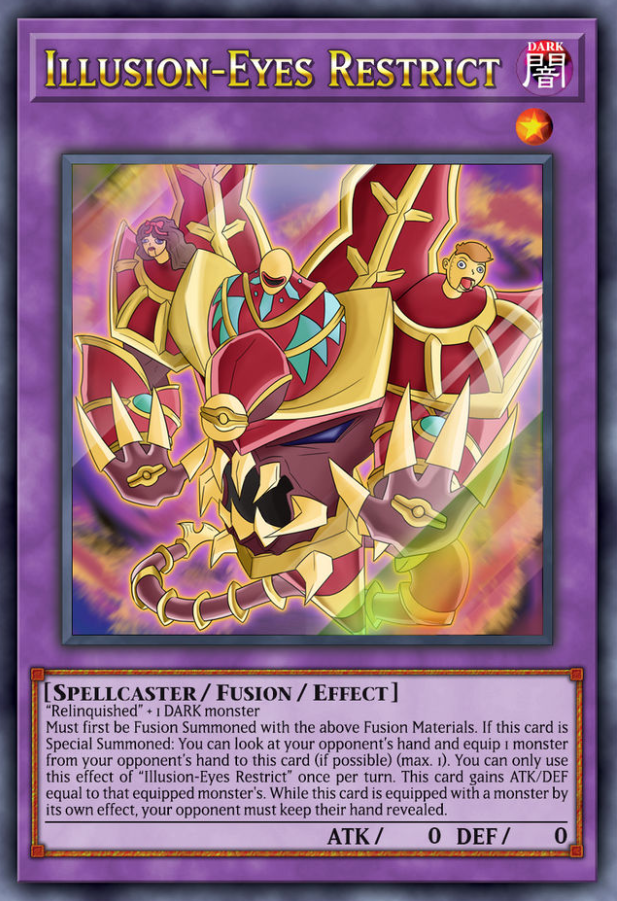 Illusion-Eyes Restrict
DARK
闇
[Spellcaster / Fusion / Effect]
“Relinquished” + 1 DARK monster
Must first be Fusion Summoned with the above Fusion Materials. If this card is
Special Summoned: You can look at your opponent’s hand and equip 1 monster
from your opponent’s hand to this card (if possible) (max. 1). You can only use
this effect of “Illusion-Eyes Restrict” once per turn. This card gains ATK/DEF
equal to that equipped monster’s. While this card is equipped with a monster by
its own effect, your opponent must keep their hand revealed.
ATK / 0 DEF / 0